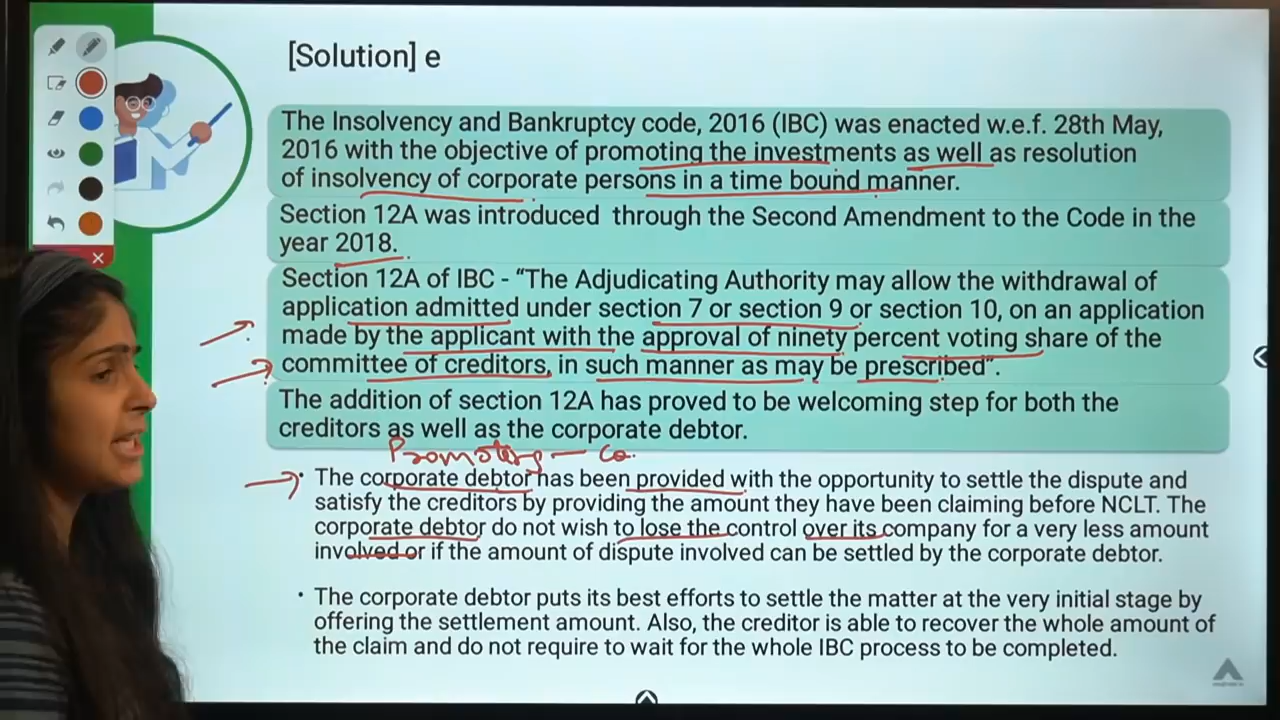 [Solution] e
The Insolvency and Bankruptcy code, 2016 (IBC) was enacted w.e.f. 28th May,
2016 with the objective of promoting the investments as well as resolution
of insolvency of corporate persons in a time bound manner.
Section 12A was introduced through the Second Amendment to the Code in the
year 2018.
Section 12A of IBC - “The Adjudicating Authority may allow the withdrawal of
application admitted under section 7 or section 9 or section 10, on an application
made by the applicant with the approval of ninety percent voting share of the
committee of creditors, in such manner as may be prescribed”.
The addition of section 12A has proved to be welcoming step for both the
creditors as well as the corporate debtor.
Promoters — Co.
• The corporate debtor has been provided with the opportunity to settle the dispute and
satisfy the creditors by providing the amount they have been claiming before NCLT. The
corporate debtor do not wish to lose the control over its company for a very less amount
involved or if the amount of dispute involved can be settled by the corporate debtor.
• The corporate debtor puts its best efforts to settle the matter at the very initial stage by
offering the settlement amount. Also, the creditor is able to recover the whole amount of
the claim and do not require to wait for the whole IBC process to be completed.